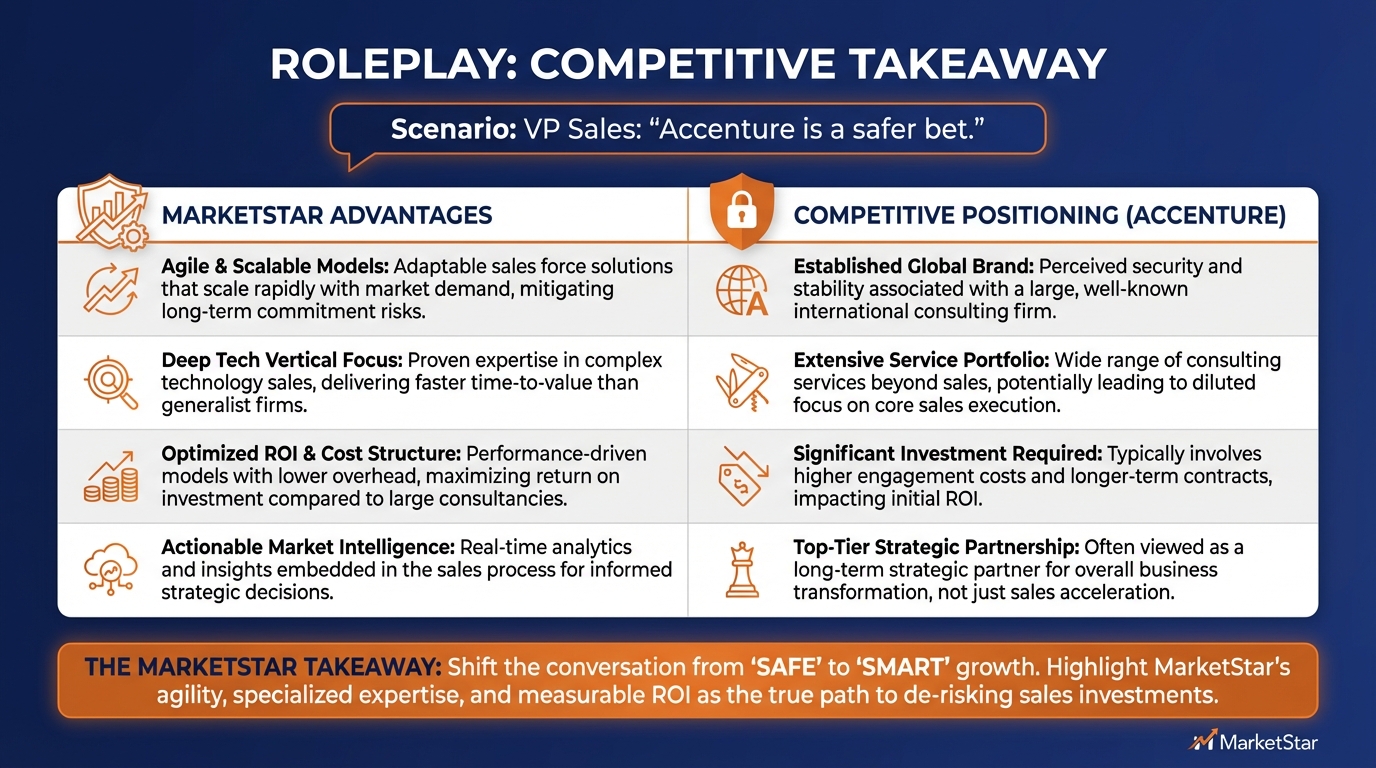 ROLEPLAY: COMPETITIVE TAKEAWAY
Scenario: VP Sales: “Accenture is a safer bet.”
MARKETSTAR ADVANTAGES
Agile & Scalable Models: Adaptable sales force solutions
that scale rapidly with market demand, mitigating
long-term commitment risks.
Deep Tech Vertical Focus: Proven expertise in complex
technology sales, delivering faster time-to-value than
generalist firms.
Optimized ROI & Cost Structure: Performance-driven
models with lower overhead, maximizing return on
investment compared to large consultancies.
Actionable Market Intelligence: Real-time analytics
and insights embedded in the sales process for informed
strategic decisions.
COMPETITIVE POSITIONING (ACCENTURE)
A
Established Global Brand: Perceived security and
stability associated with a large, well-known
international consulting firm.
Extensive Service Portfolio: Wide range of consulting
services beyond sales, potentially leading to diluted
focus on core sales execution.
Significant Investment Required: Typically involves
higher engagement costs and longer-term contracts,
impacting initial ROI.
Top-Tier Strategic Partnership: Often viewed as a
long-term strategic partner for overall business
transformation, not just sales acceleration.
THE MARKETSTAR TAKEAWAY: Shift the conversation from ‘SAFE’ to ‘SMART’ growth. Highlight MarketStar’s
agility, specialized expertise, and measurable ROI as the true path to de-risking sales investments.
MarketStar